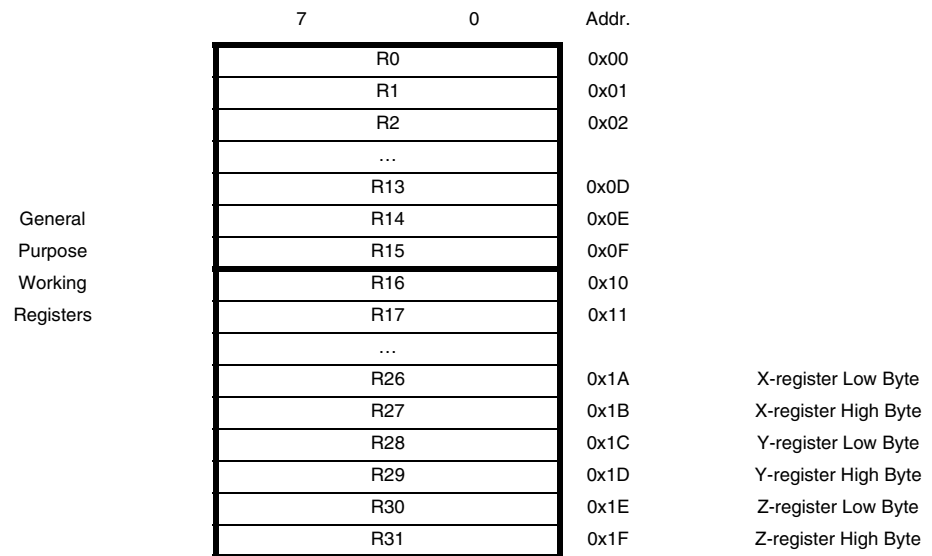 7 0 Addr.
R0 0x00
R1 0x01
R2 0x02
…
R13 0x0D
General R14 0x0E
Purpose R15 0x0F
Working R16 0x10
Registers R17 0x11
…
R26 0x1A X-register Low Byte
R27 0x1B X-register High Byte
R28 0x1C Y-register Low Byte
R29 0x1D Y-register High Byte
R30 0x1E Z-register Low Byte
R31 0x1F Z-register High Byte